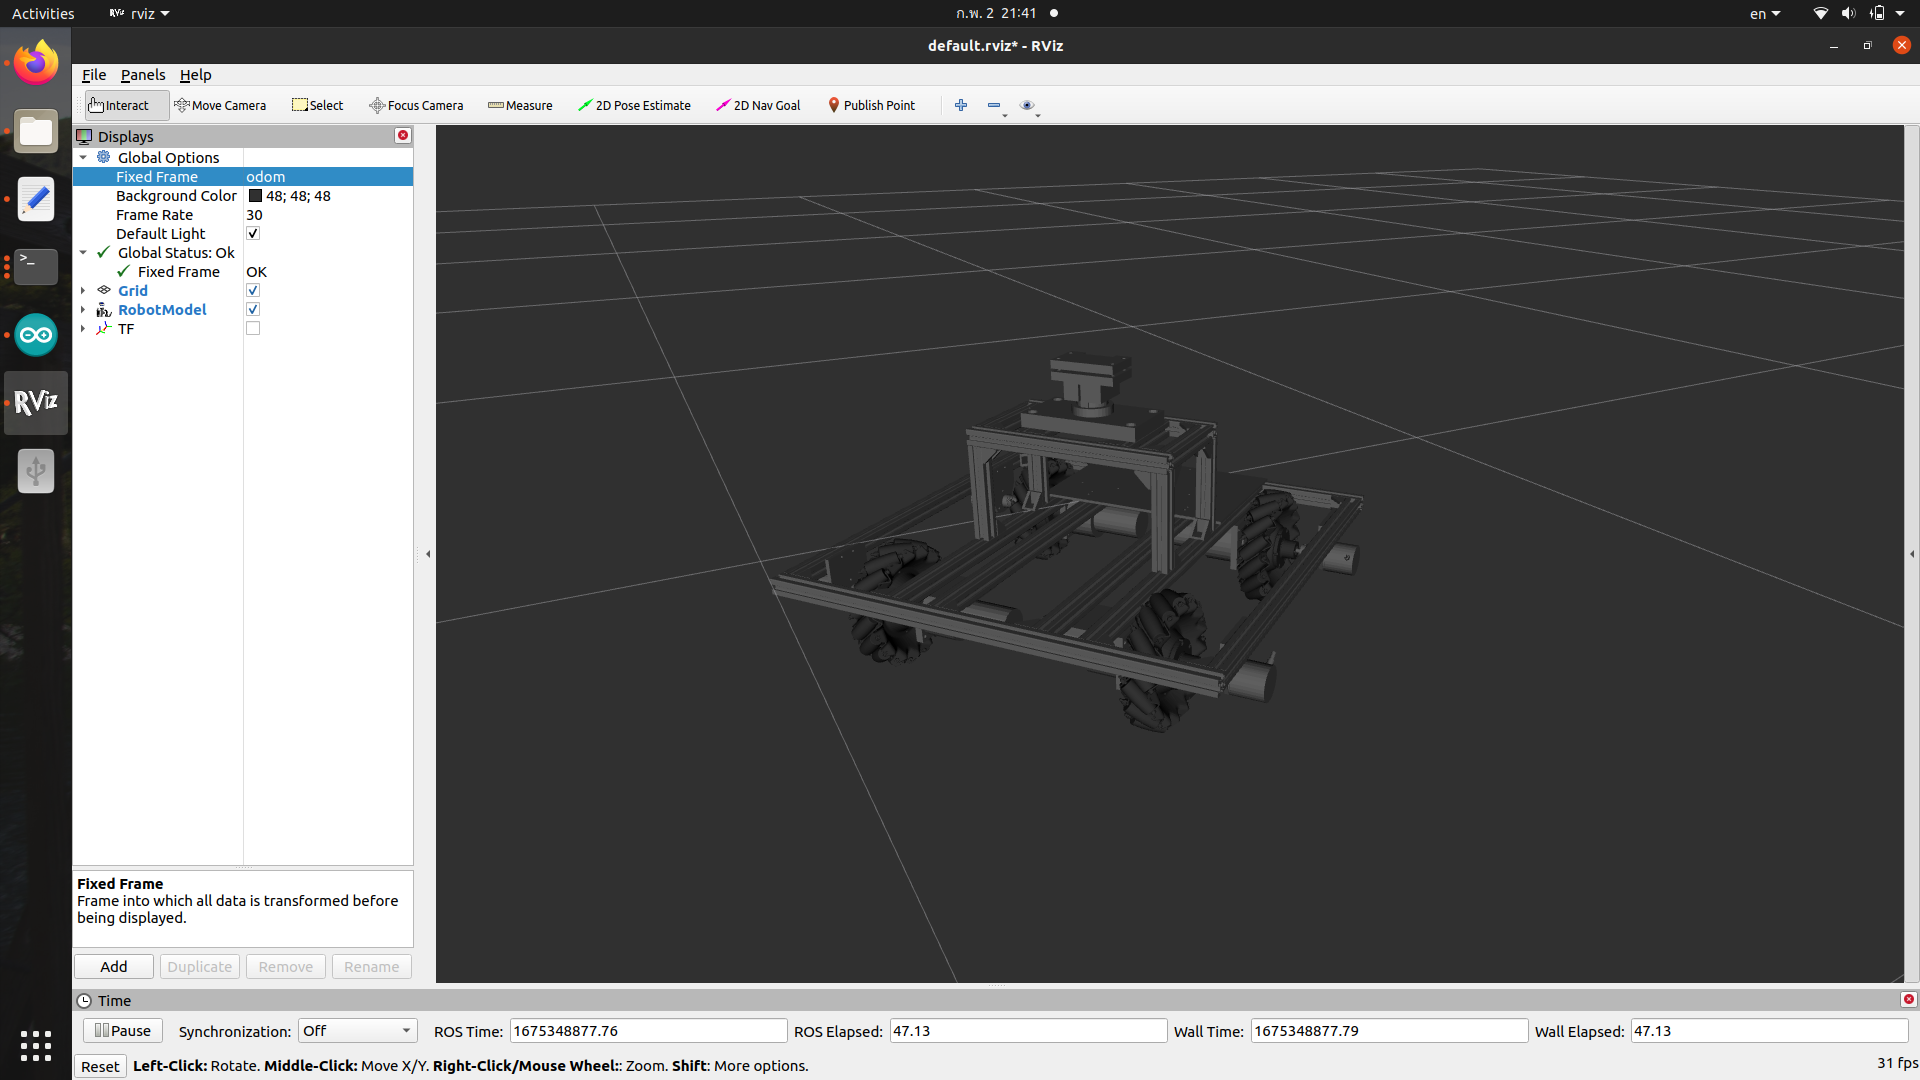 Activities
RViz rviz
ก.พ. 2 21:41
en
default.rviz* - RViz
File Panels Help
Interact Move Camera Select Focus Camera Measure 2D Pose Estimate 2D Nav Goal Publish Point
Displays
Global Options
Fixed Frame odom
Background Color 48; 48; 48
Frame Rate 30
Default Light
Global Status: Ok
Fixed Frame OK
Grid
RobotModel
TF
RViz
Fixed Frame
Frame into which all data is transformed before
being displayed.
Add Duplicate Remove Rename
Time
Pause Synchronization: Off ROS Time: 1675348877.76 ROS Elapsed: 47.13 Wall Time: 1675348877.79 Wall Elapsed: 47.13
Reset Left-Click: Rotate. Middle-Click: Move X/Y. Right-Click/Mouse Wheel:: Zoom. Shift: More options. 31 fps